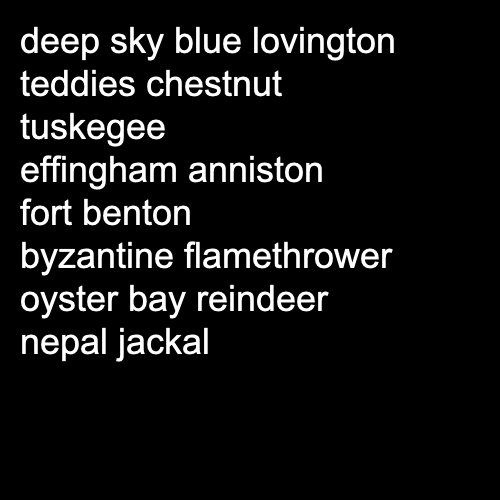 deep sky blue lovington
teddies chestnut
tuskegee
effingham anniston
fort benton
byzantine flamethrower
oyster bay reindeer
nepal jackal